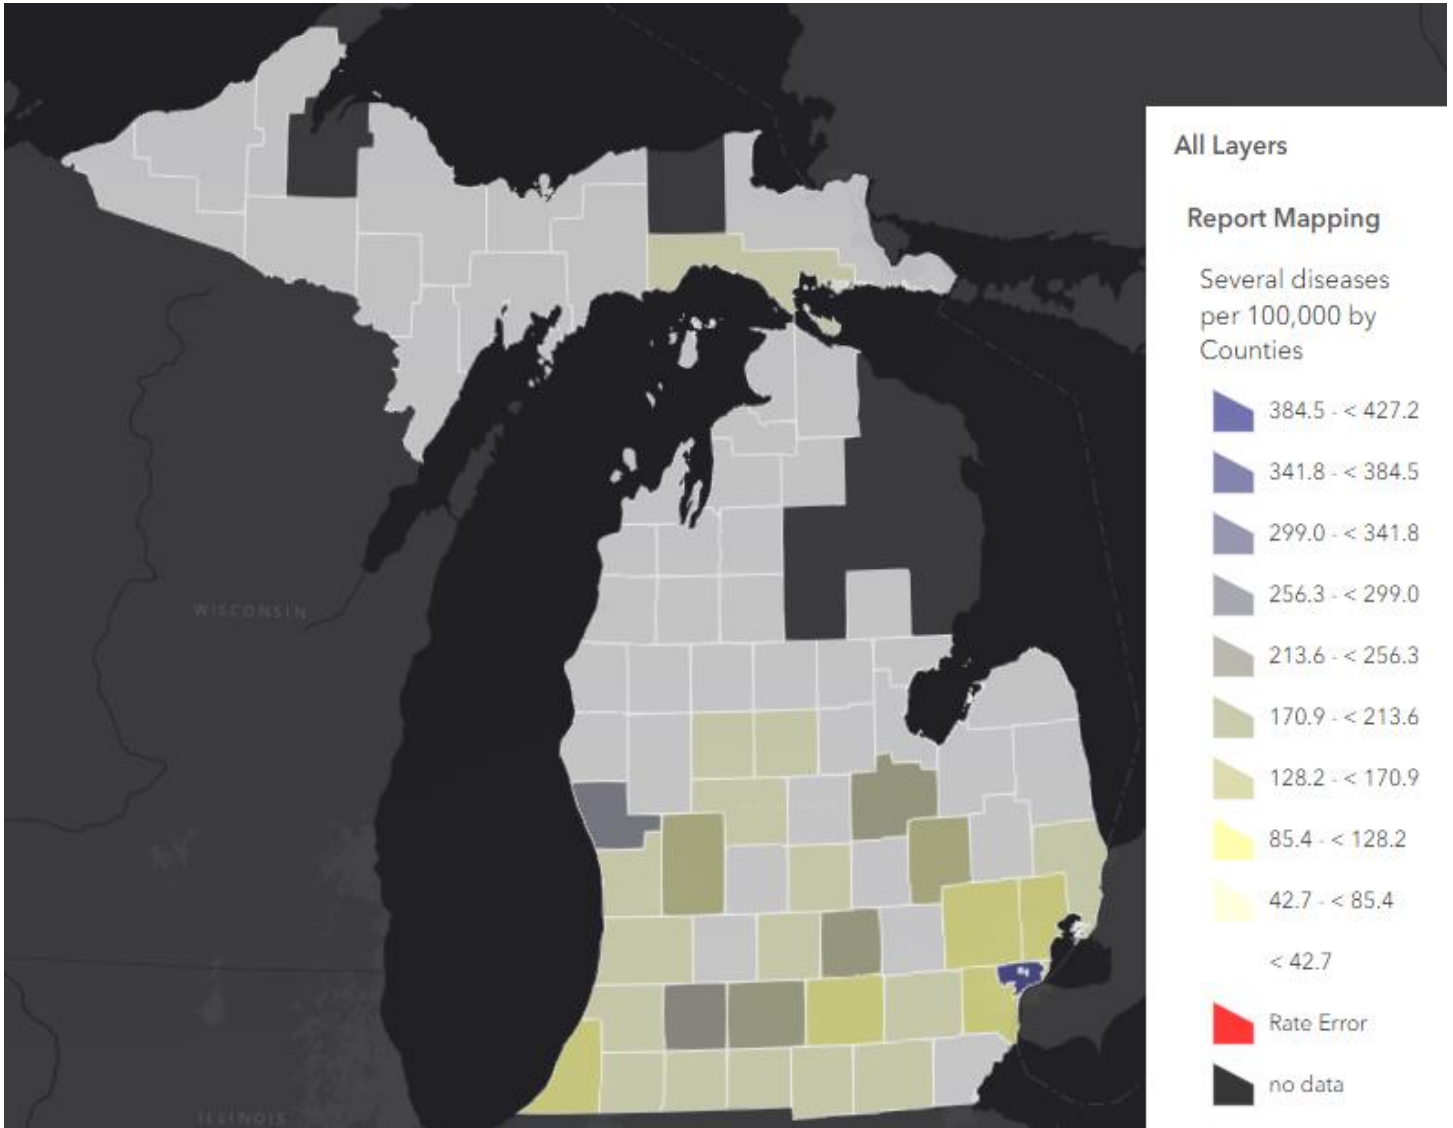 All Layers
Report Mapping
Several diseases
per 100,000 by
Counties
384.5 - < 427.2
341.8 - < 384.5
299.0 - < 341.8
256.3 - < 299.0
213.6 - < 256.3
170.9 - < 213.6
128.2 - < 170.9
85.4 - < 128.2
42.7 - < 85.4
< 42.7
Rate Error
no data
WISCONSIN
ILLINOIS